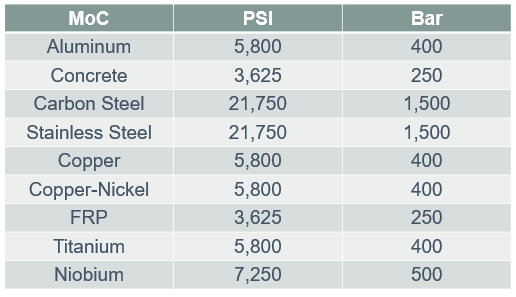 MoC PSI Bar
Aluminum 5,800 400
Concrete 3,625 250
Carbon Steel 21,750 1,500
Stainless Steel 21,750 1,500
Copper 5,800 400
Copper-Nickel 5,800 400
FRP 3,625 250
Titanium 5,800 400
Niobium 7,250 500